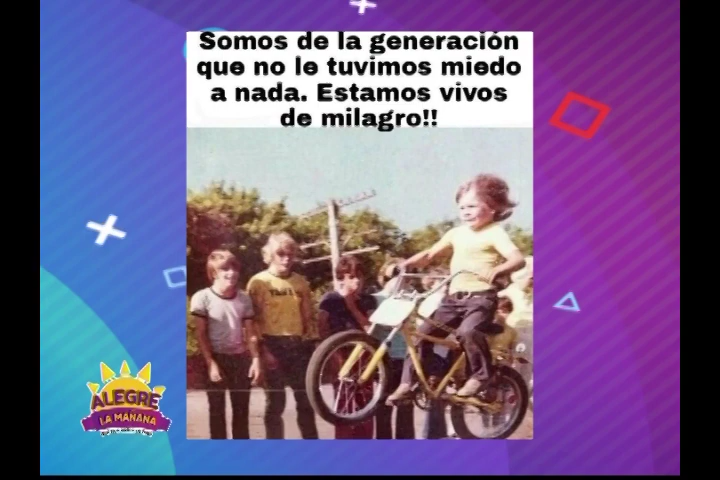 Somos de la generación
que no le tuvimos miedo
a nada. Estamos vivos
de milagro!!
ALEGRE
LA MAÑANA